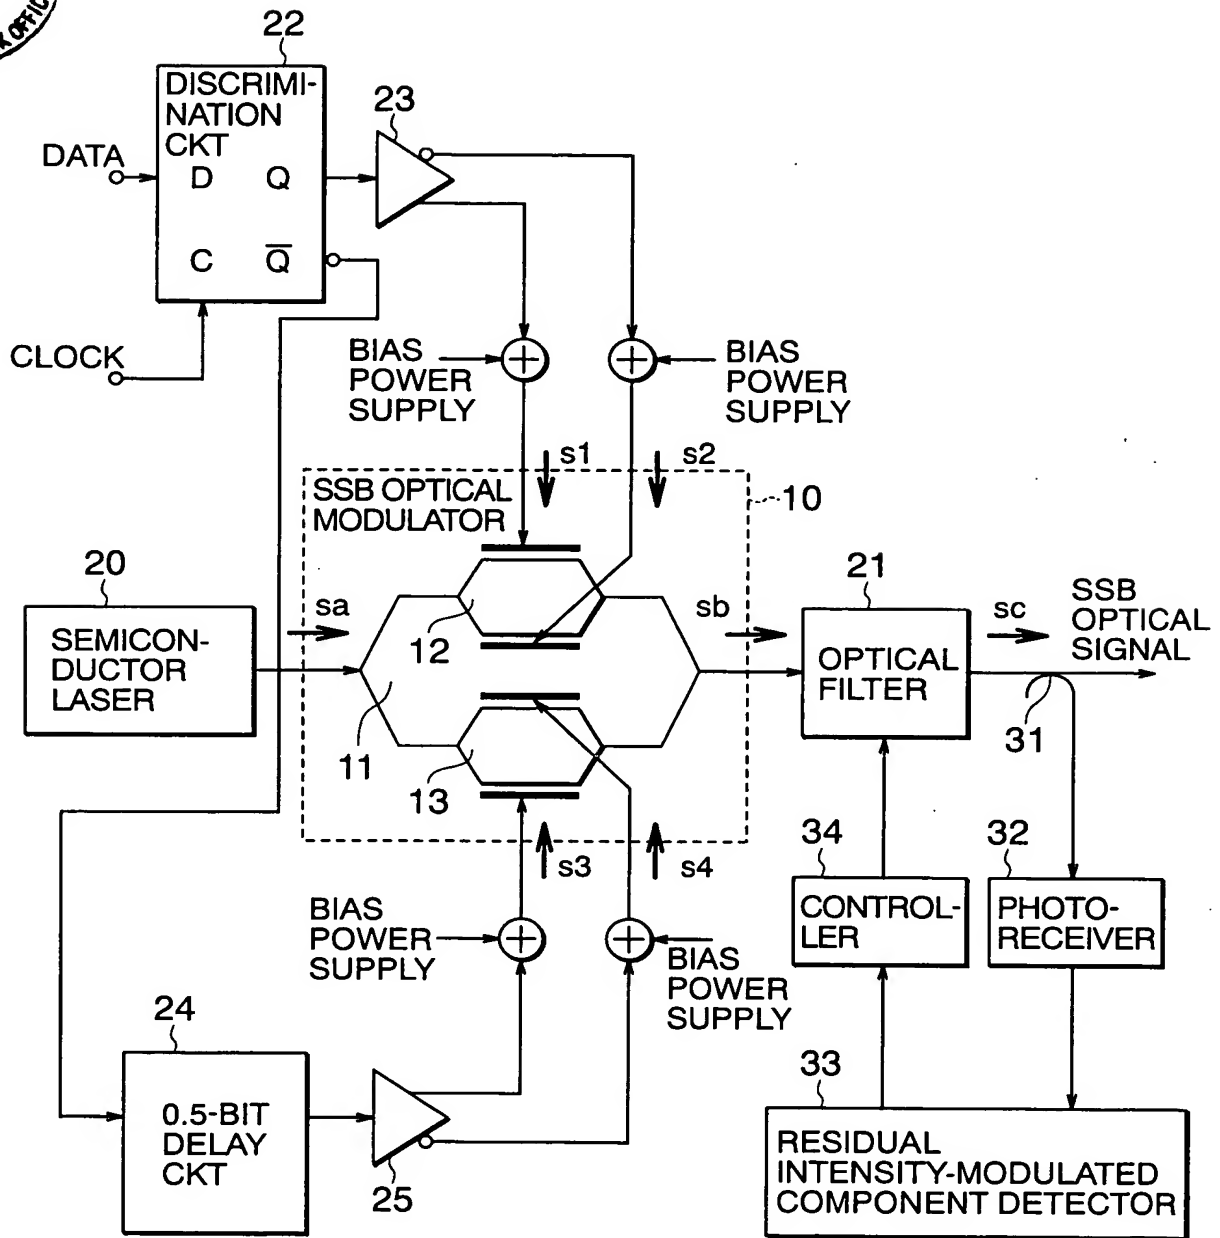 22
DISCRIMI-
NATION
CKT
D Q
C Q̅
23
DATA
CLOCK
BIAS
POWER
SUPPLY
BIAS
POWER
SUPPLY
s1
s2
SSB OPTICAL
MODULATOR
10
20
SEMICON-
DUCTOR
LASER
sa
12
11
13
sb
21
OPTICAL
FILTER
sc
SSB
OPTICAL
SIGNAL
31
s3
s4
34
CONTROL-
LER
32
PHOTO-
RECEIVER
BIAS
POWER
SUPPLY
BIAS
POWER
SUPPLY
24
0.5-BIT
DELAY
CKT
25
33
RESIDUAL
INTENSITY-MODULATED
COMPONENT DETECTOR